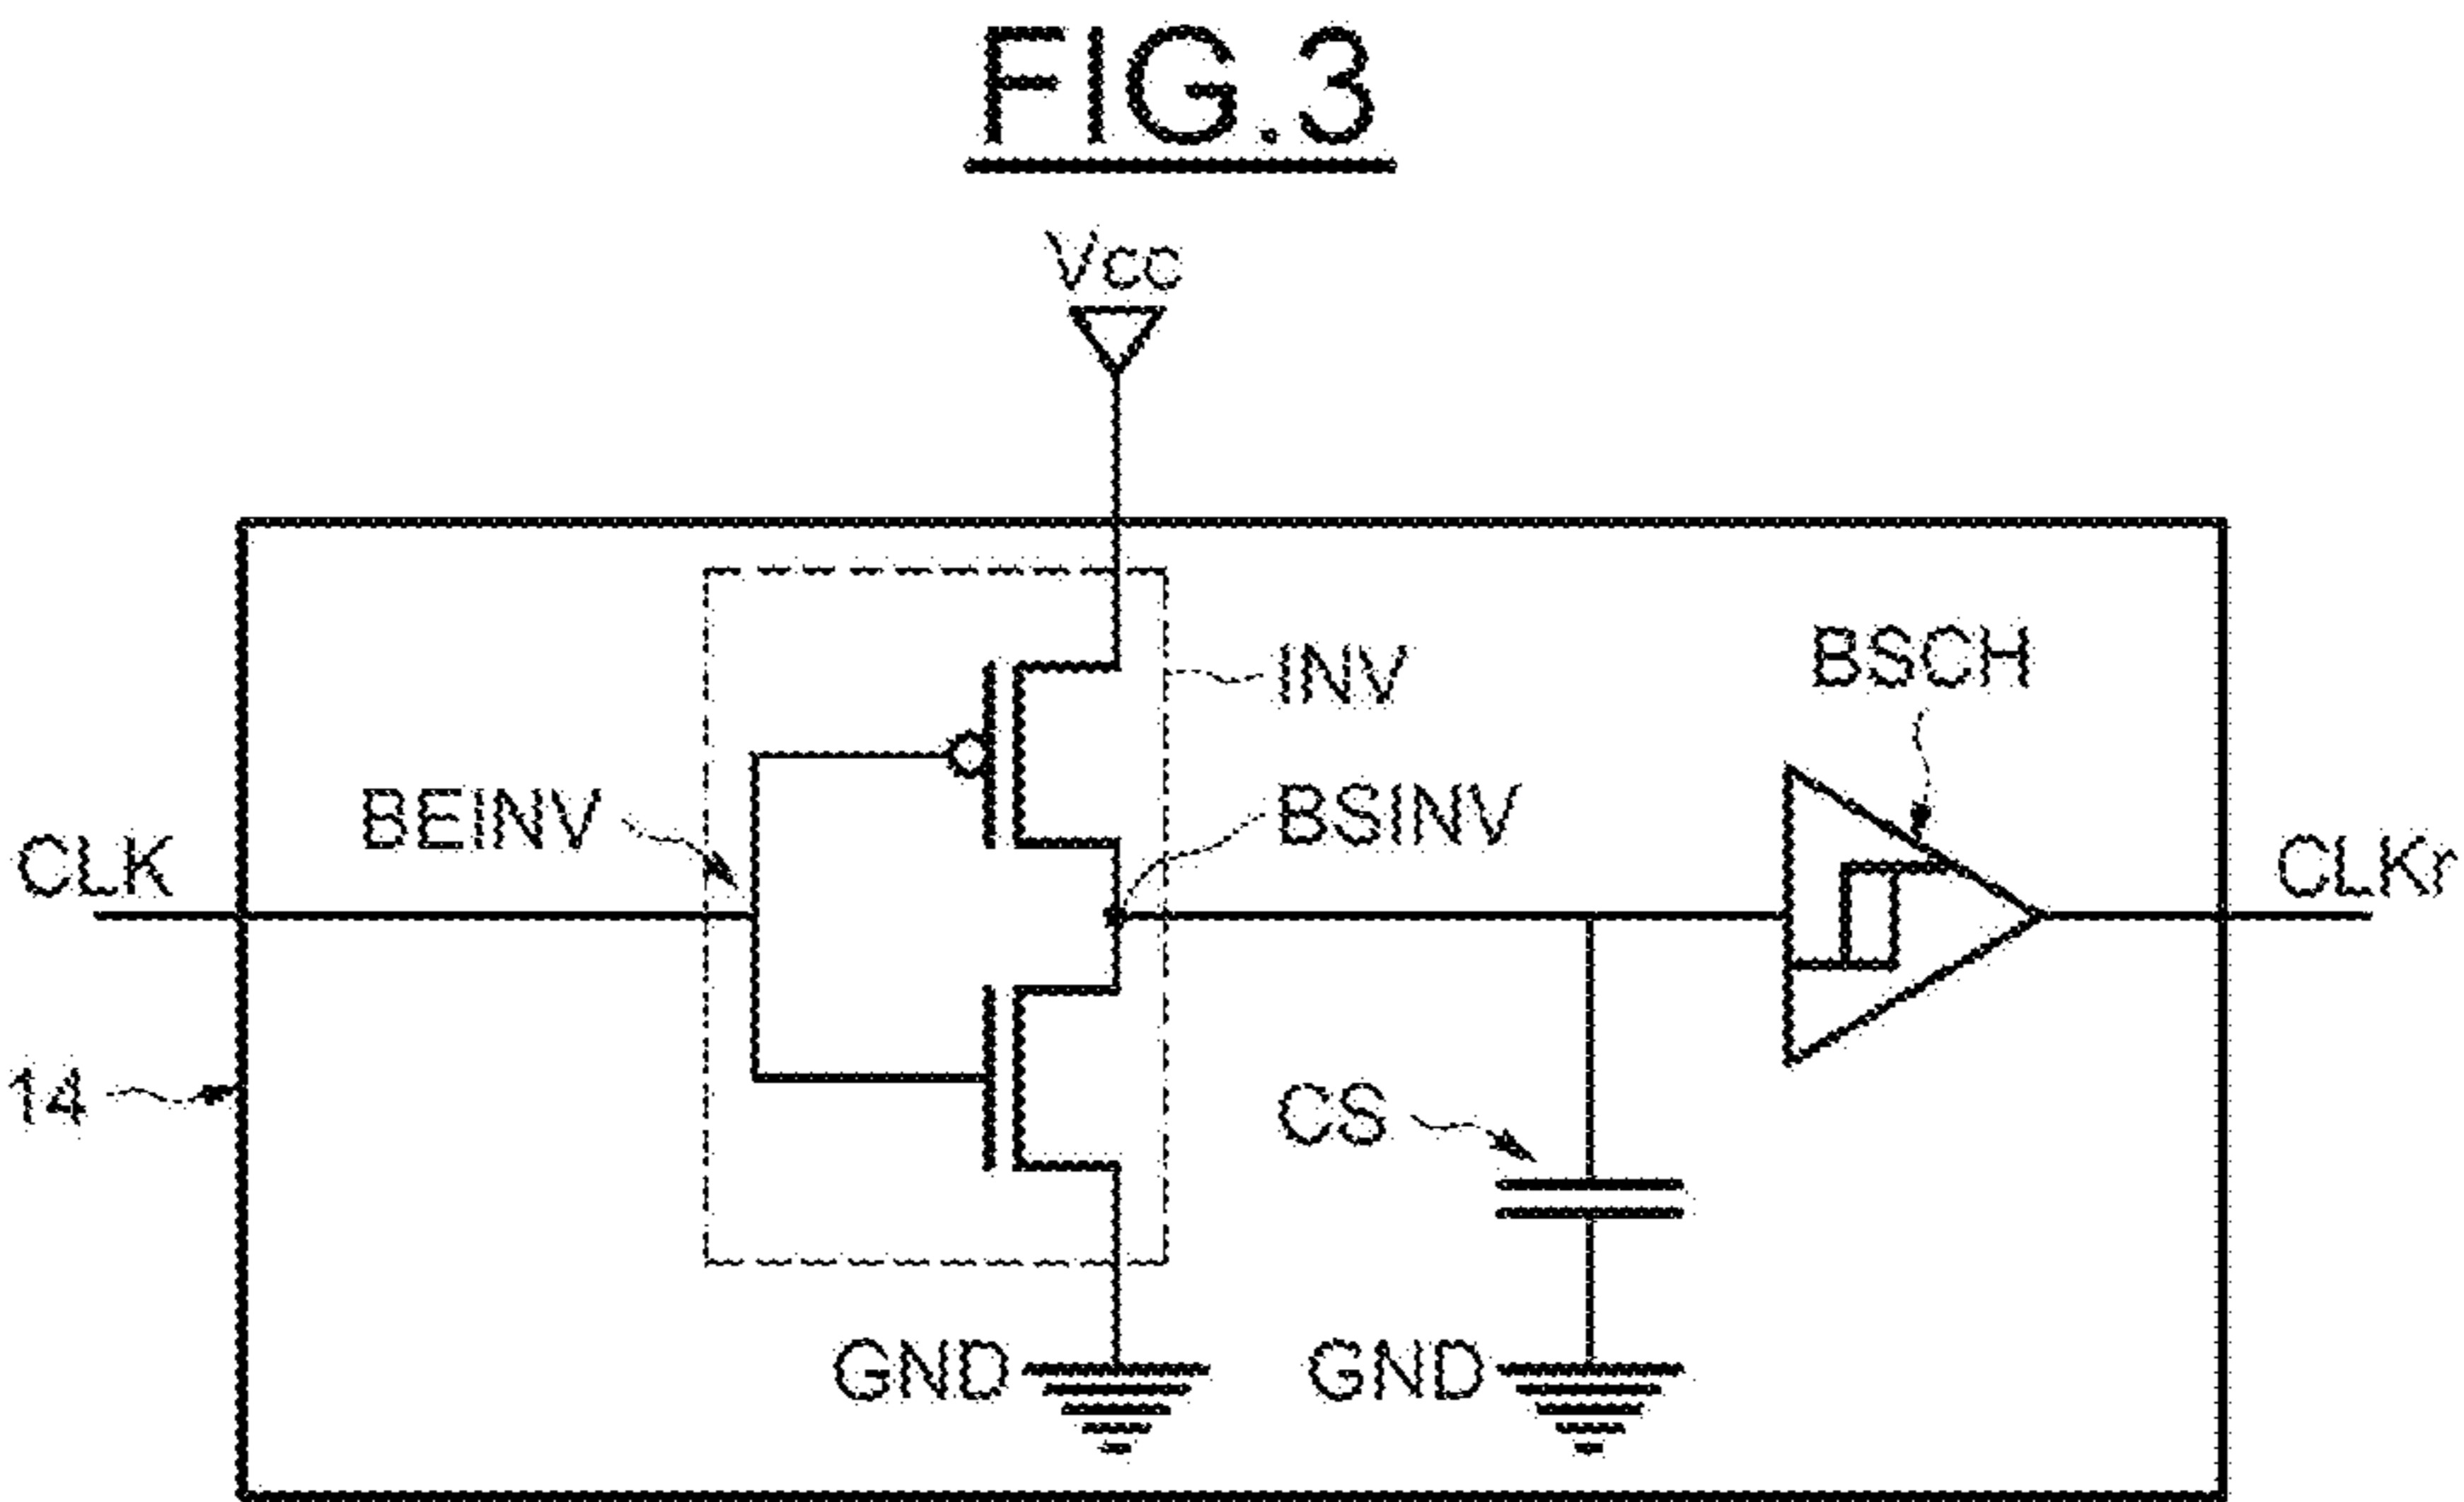 FIG.3
Vcc
INV
BSCH
BEINV
BSINV
CLK
CLKr
14
CS
GND
GND